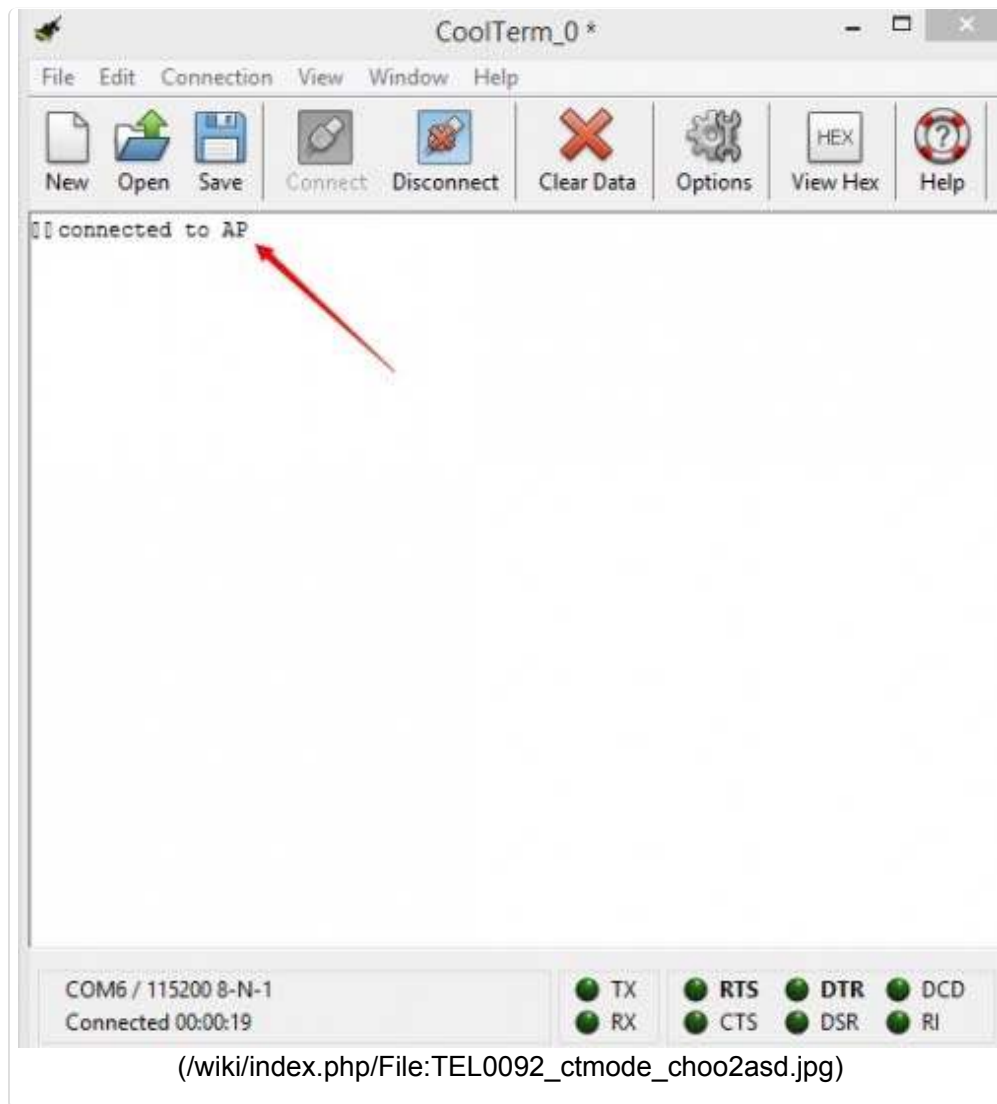 CoolTerm_0 *
File Edit Connection View Window Help
HEX
New Open Save Connect Disconnect Clear Data Options View Hex Help
connected to AP
COM6 / 115200 8-N-1
Connected 00:00:19
TX RTS DTR DCD
RX CTS DSR RI
(/wiki/index.php/File:TEL0092_ctmode_choo2asd.jpg)